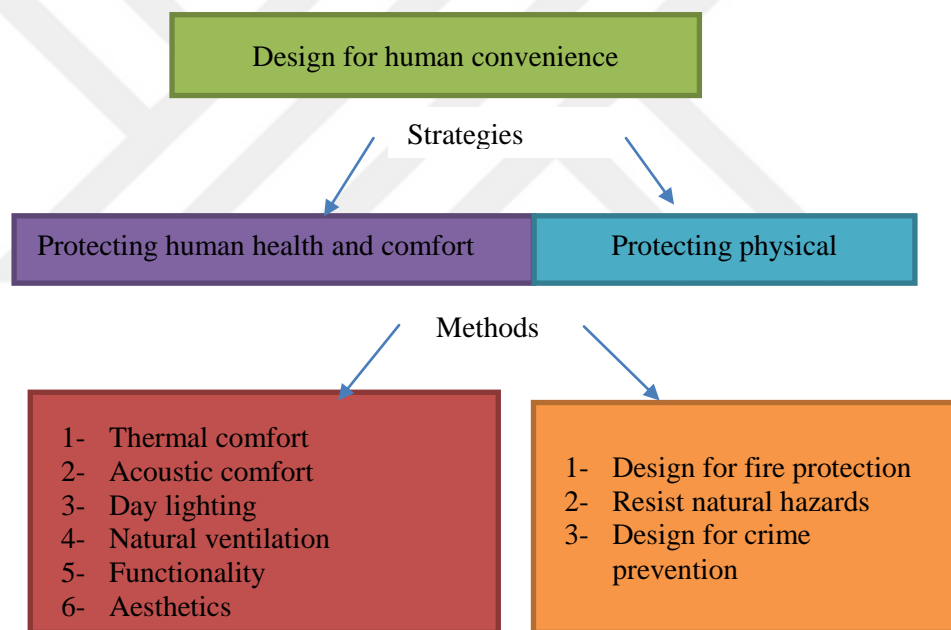 Design for human convenience
Strategies
Protecting human health and comfort
Protecting physical
Methods
1- Thermal comfort
2- Acoustic comfort
3- Day lighting
4- Natural ventilation
5- Functionality
6- Aesthetics
1- Design for fire protection
2- Resist natural hazards
3- Design for crime
prevention